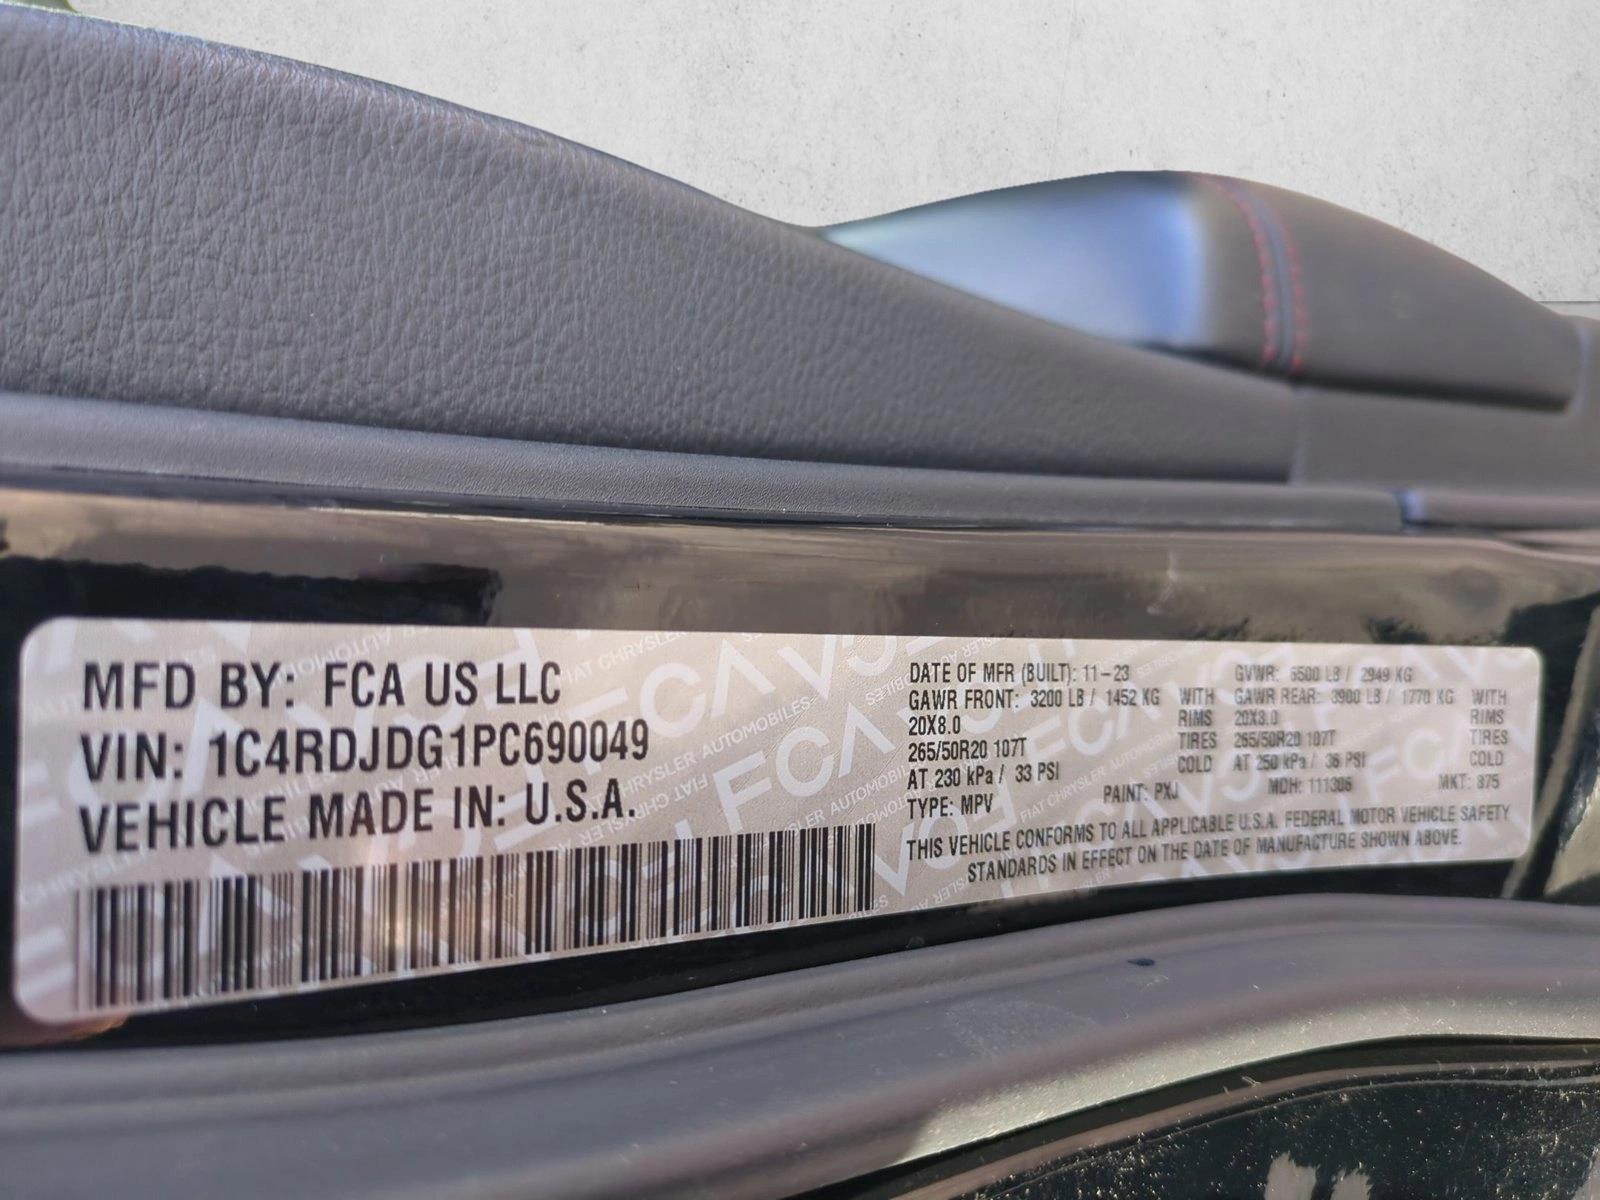 MFD BY: FCA US LLC
VIN: 1C4RDJDG1PC690049
VEHICLE MADE IN: U.S.A.
DATE OF MFR (BUILT): 11-23 GVWR: 6500 LB / 2949 KG
GAWR FRONT: 3200 LB / 1452 KG WITH GAWR REAR: 3900 LB / 1770 KG WITH
20X8.0 RIMS 20X8.0 RIMS
265/50R20 107T TIRES 265/50R20 107T TIRES
AT 230 kPa / 33 PSI COLD AT 250 kPa / 36 PSI COLD
TYPE: MPV PAINT: PXJ MDH: 111306 MKT: 875
THIS VEHICLE CONFORMS TO ALL APPLICABLE U.S.A. FEDERAL MOTOR VEHICLE SAFETY
STANDARDS IN EFFECT ON THE DATE OF MANUFACTURE SHOWN ABOVE.